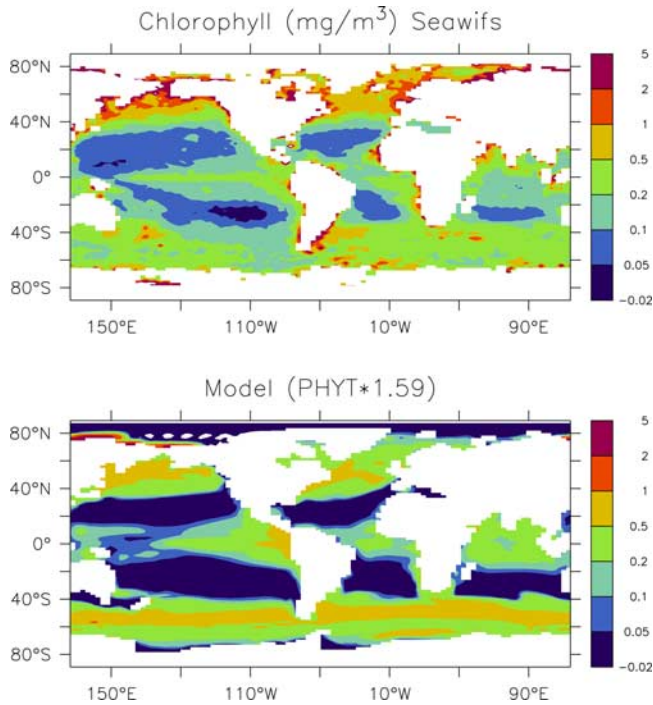 Chlorophyll (mg/m³) Seawifs
80°N
40°N
0°
40°S
80°S
150°E 110°W 10°W 90°E
5
2
1
0.5
0.2
0.1
0.05
-0.02
Model (PHYT*1.59)
80°N
40°N
0°
40°S
80°S
150°E 110°W 10°W 90°E
5
2
1
0.5
0.2
0.1
0.05
-0.02